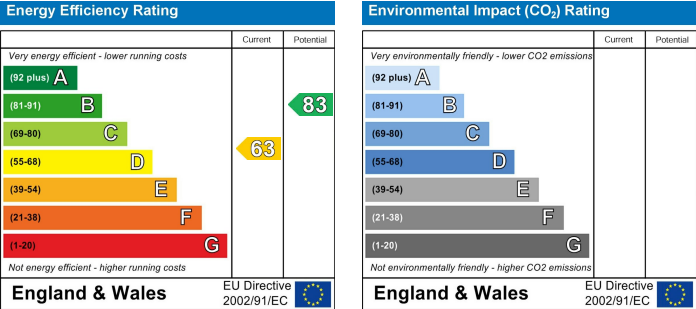 Energy Efficiency Rating
Current Potential
Very energy efficient - lower running costs
(92 plus) A
(81-91) B
83
(69-80) C
63
(55-68) D
(39-54) E
(21-38) F
(1-20) G
Not energy efficient - higher running costs
England & Wales
EU Directive
2002/91/EC
Environmental Impact (CO₂) Rating
Current Potential
Very environmentally friendly - lower CO2 emissions
(92 plus) A
(81-91) B
(69-80) C
(55-68) D
(39-54) E
(21-38) F
(1-20) G
Not environmentally friendly - higher CO2 emissions
England & Wales
EU Directive
2002/91/EC